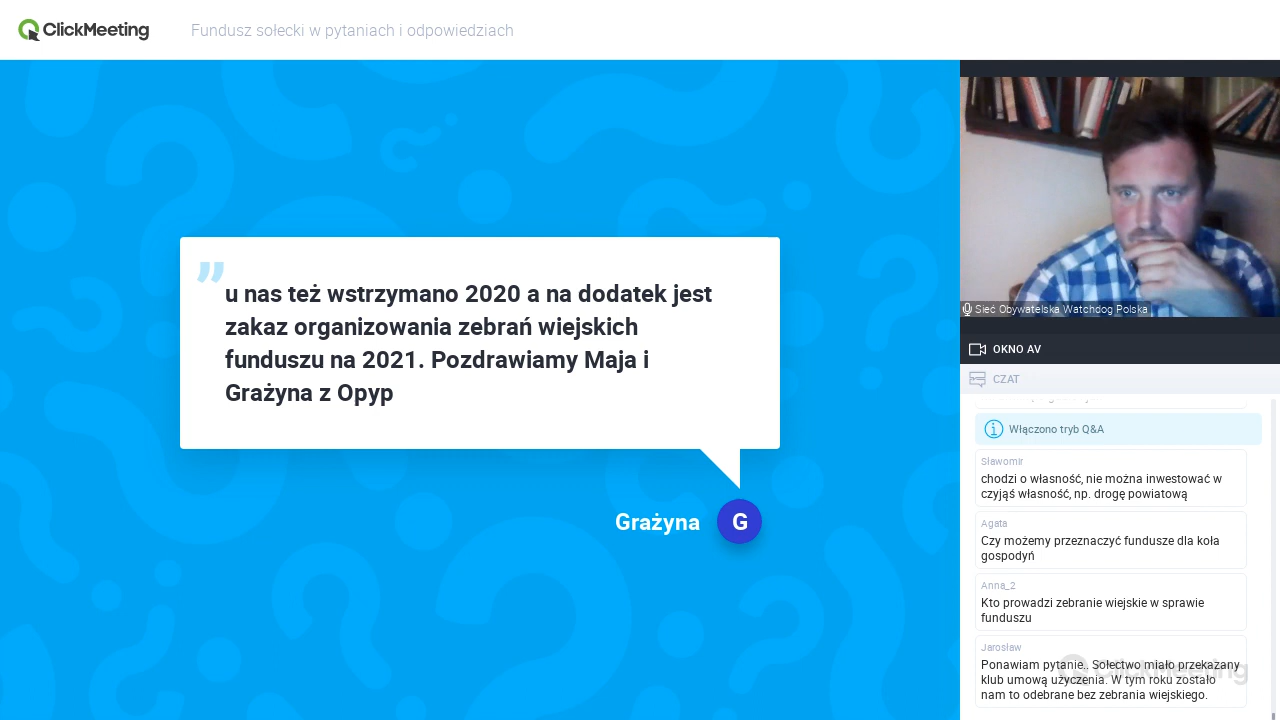 ClickMeeting
Fundusz sołecki w pytaniach i odpowiedziach
u nas też wstrzymano 2020 a na dodatek jest
zakaz organizowania zebrań wiejskich
funduszu na 2021. Pozdrawiamy Maja i
Grażyna z Opyp
Grażyna
G
Sieć Obywatelska Watchdog Polska
OKNO AV
CZAT
Włączono tryb Q&A
Sławomir
chodzi o własność, nie można inwestować w
czyjąś własność, np. drogę powiatową
Agata
Czy możemy przeznaczyć fundusze dla koła
gospodyń
Anna_2
Kto prowadzi zebranie wiejskie w sprawie
funduszu
Jarosław
Ponawiam pytanie.. Sołectwo miało przekazany
klub umową użyczenia. W tym roku zostało
nam to odebrane bez zebrania wiejskiego.
ClickMeeting